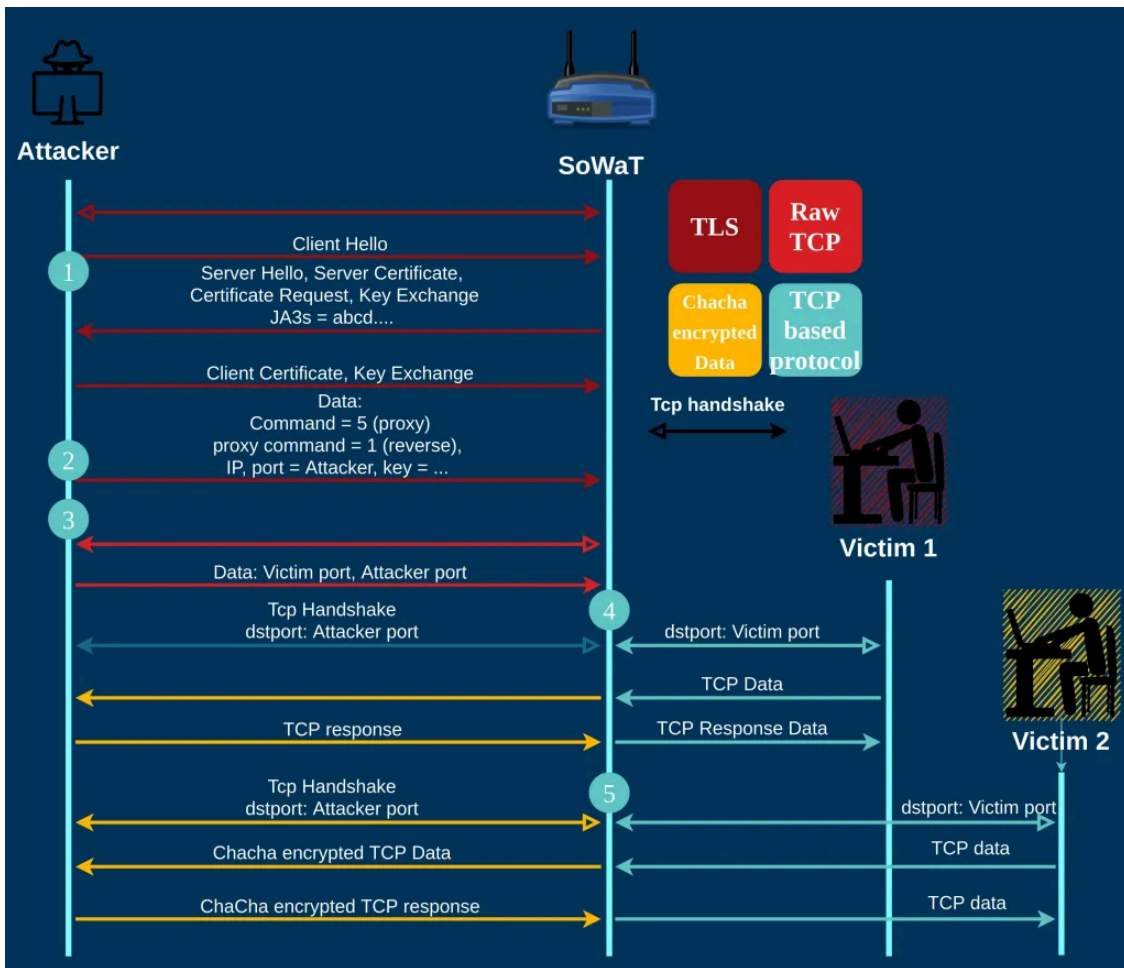 Attacker
SoWaT
TLS
Raw
TCP
Chacha
encrypted
Data
TCP
based
protocol
Tcp handshake
Victim 1
Victim 2
Client Hello
1
Server Hello, Server Certificate,
Certificate Request, Key Exchange
JA3s = abcd....
Client Certificate, Key Exchange
Data:
Command = 5 (proxy)
proxy command = 1 (reverse),
2
IP, port = Attacker, key = ...
3
Data: Victim port, Attacker port
4
Tcp Handshake
dstport: Attacker port
dstport: Victim port
TCP Data
TCP response
TCP Response Data
5
Tcp Handshake
dstport: Attacker port
dstport: Victim port
Chacha encrypted TCP Data
TCP data
ChaCha encrypted TCP response
TCP data